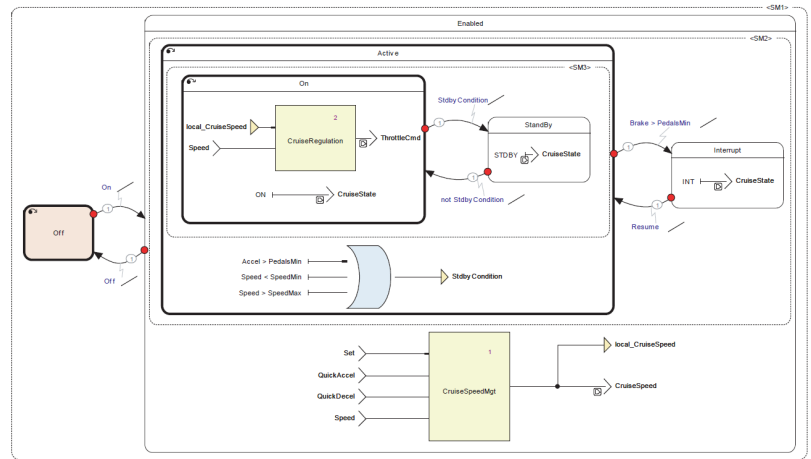 <SM1>
Enabled
<SM2>
Active
<SM3>
On
2
local_CruiseSpeed
CruiseRegulation
Speed
ThrottleCmd
ON
CruiseState
1
Stdby Condition
StandBy
STDBY
CruiseState
1
not Stdby Condition
Brake > PedalsMin
1
Interrupt
INT
CruiseState
1
Resume
On
1
Off
1
Off
Accel > PedalsMin
Speed < SpeedMin
Speed > SpeedMax
Stdby Condition
Set
QuickAccel
QuickDecel
Speed
1
CruiseSpeedMgt
local_CruiseSpeed
CruiseSpeed